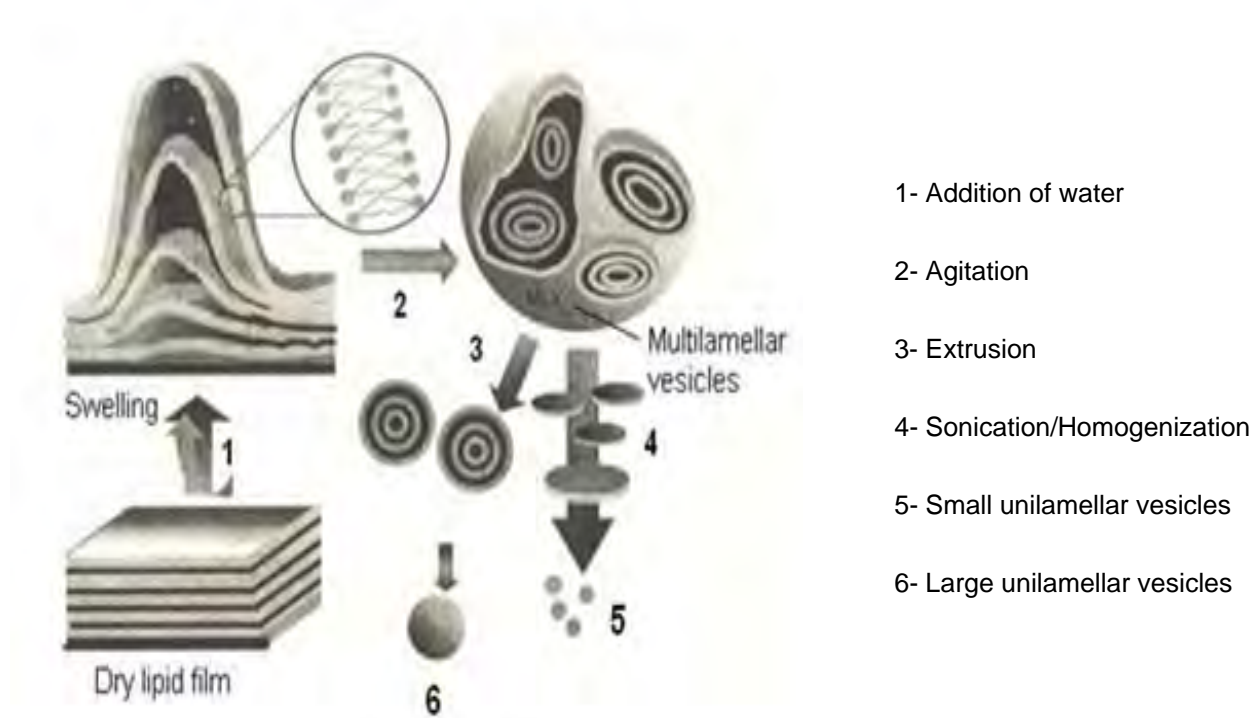 1- Addition of water
2- Agitation
2
3
Multilamellar
vesicles
3- Extrusion
Swelling
1
4
4- Sonication/Homogenization
5- Small unilamellar vesicles
5
6- Large unilamellar vesicles
Dry lipid film
6